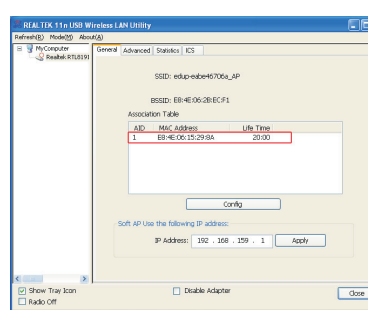 REALTEK 11n USB Wireless LAN Utility
Refresh(R) Mode(M) About(A)
MyComputer
Realtek RTL8191
General Advanced Statistics ICS
SSID: edup-eabe46706a_AP
BSSID: E8:4E:06:2B:EC:F1
Association Table
AID MAC Address Life Time
1 E8:4E:06:15:29:8A 20:00
Config
Soft AP Use the following IP address:
IP Address: 192 . 168 . 159 . 1 Apply
Show Tray Icon
Radio Off
Disable Adapter
Close